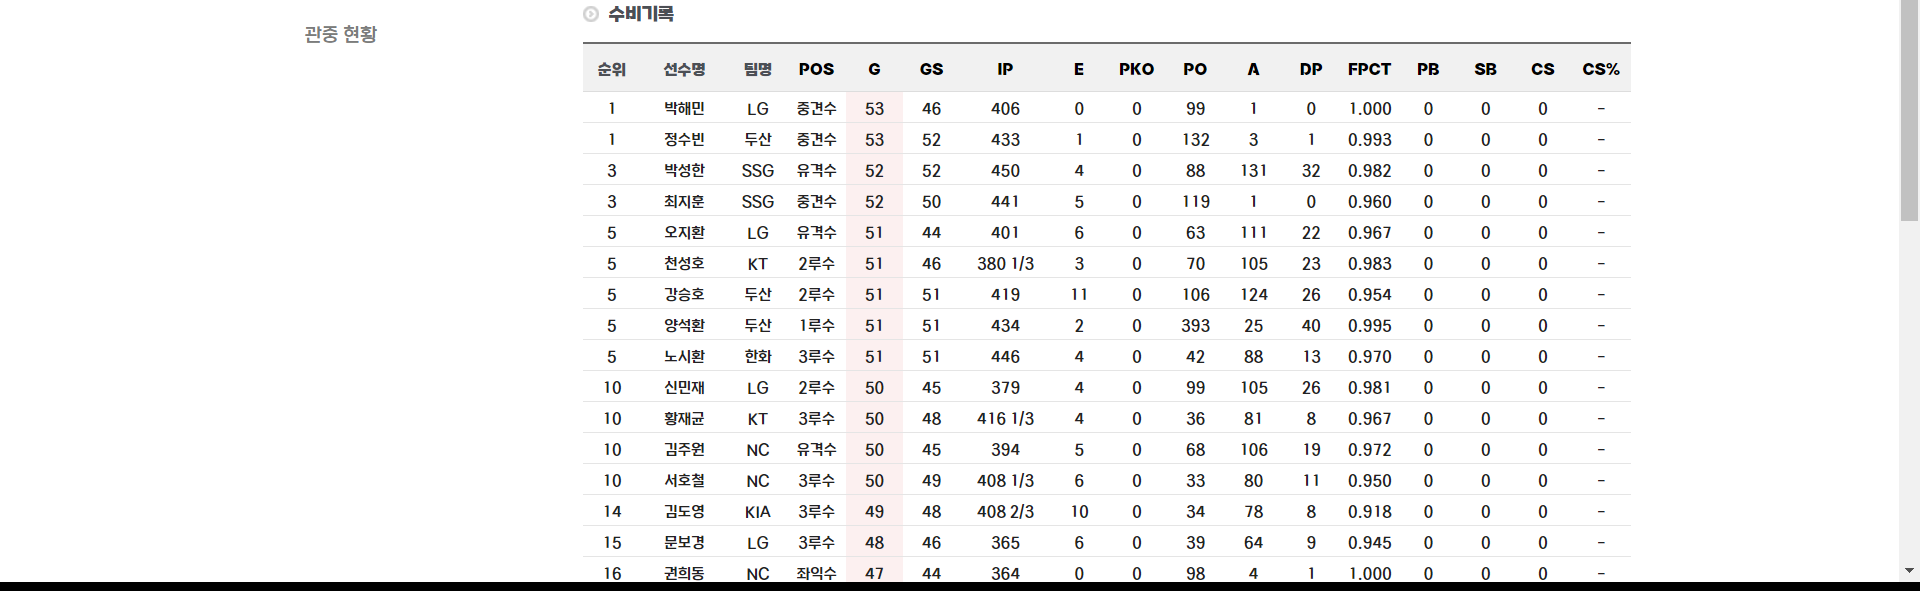 관중 현황
수비기록
순위 선수명 팀명 POS G GS IP E PKO PO A DP FPCT PB SB CS CS%
1 박해민 LG 중견수 53 46 406 0 0 99 1 0 1.000 0 0 0 -
1 정수빈 두산 중견수 53 52 433 1 0 132 3 1 0.993 0 0 0 -
3 박성한 SSG 유격수 52 52 450 4 0 88 131 32 0.982 0 0 0 -
3 최지훈 SSG 중견수 52 50 441 5 0 119 1 0 0.960 0 0 0 -
5 오지환 LG 유격수 51 44 401 6 0 63 111 22 0.967 0 0 0 -
5 천성호 KT 2루수 51 46 380 1/3 3 0 70 105 23 0.983 0 0 0 -
5 강승호 두산 2루수 51 51 419 11 0 106 124 26 0.954 0 0 0 -
5 양석환 두산 1루수 51 51 434 2 0 393 25 40 0.995 0 0 0 -
5 노시환 한화 3루수 51 51 446 4 0 42 88 13 0.970 0 0 0 -
10 신민재 LG 2루수 50 45 379 4 0 99 105 26 0.981 0 0 0 -
10 황재균 KT 3루수 50 48 416 1/3 4 0 36 81 8 0.967 0 0 0 -
10 김주원 NC 유격수 50 45 394 5 0 68 106 19 0.972 0 0 0 -
10 서호철 NC 3루수 50 49 408 1/3 6 0 33 80 11 0.950 0 0 0 -
14 김도영 KIA 3루수 49 48 408 2/3 10 0 34 78 8 0.918 0 0 0 -
15 문보경 LG 3루수 48 46 365 6 0 39 64 9 0.945 0 0 0 -
16 권희동 NC 좌익수 47 44 364 0 0 98 4 1 1.000 0 0 0 -